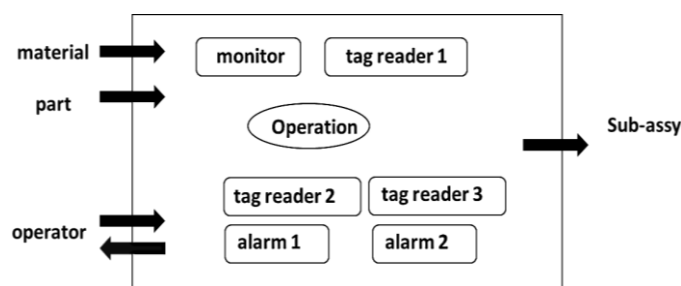 material
monitor
tag reader 1
part
Operation
Sub-assy
tag reader 2
tag reader 3
operator
alarm 1
alarm 2